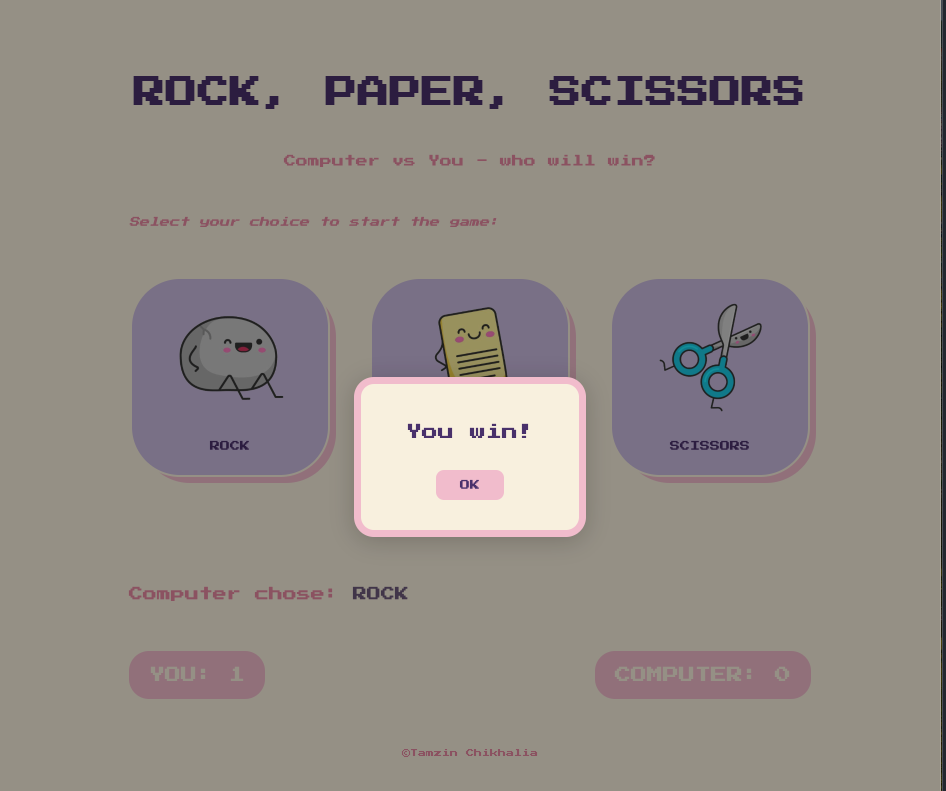 ROCK, PAPER, SCISSORS
Computer vs You - who will win?
Select your choice to start the game:
ROCK
SCISSORS
You win!
OK
Computer chose: ROCK
YOU: 1
COMPUTER: 0
©Tamzin Chikhalia